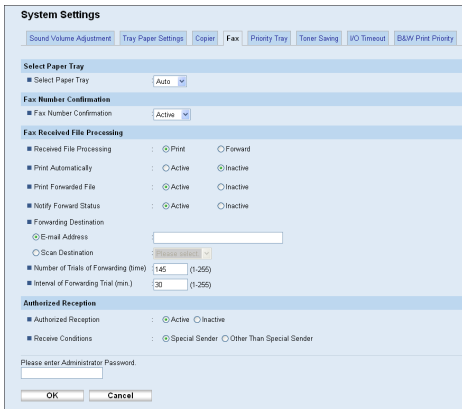 System Settings
Sound Volume Adjustment Tray Paper Settings Copier Fax Priority Tray Toner Saving I/O Timeout B&W Print Priority
Select Paper Tray
Select Paper Tray : Auto
Fax Number Confirmation
Fax Number Confirmation : Active
Fax Received File Processing
Received File Processing : Print Forward
Print Automatically : Active Inactive
Print Forwarded File : Active Inactive
Notify Forward Status : Active Inactive
Forwarding Destination
E-mail Address :
Scan Destination : Please select
Number of Trials of Forwarding (time) : 145 (1-255)
Interval of Forwarding Trial (min.) : 30 (1-255)
Authorized Reception
Authorized Reception : Active Inactive
Receive Conditions : Special Sender Other Than Special Sender
Please enter Administrator Password.
OK Cancel